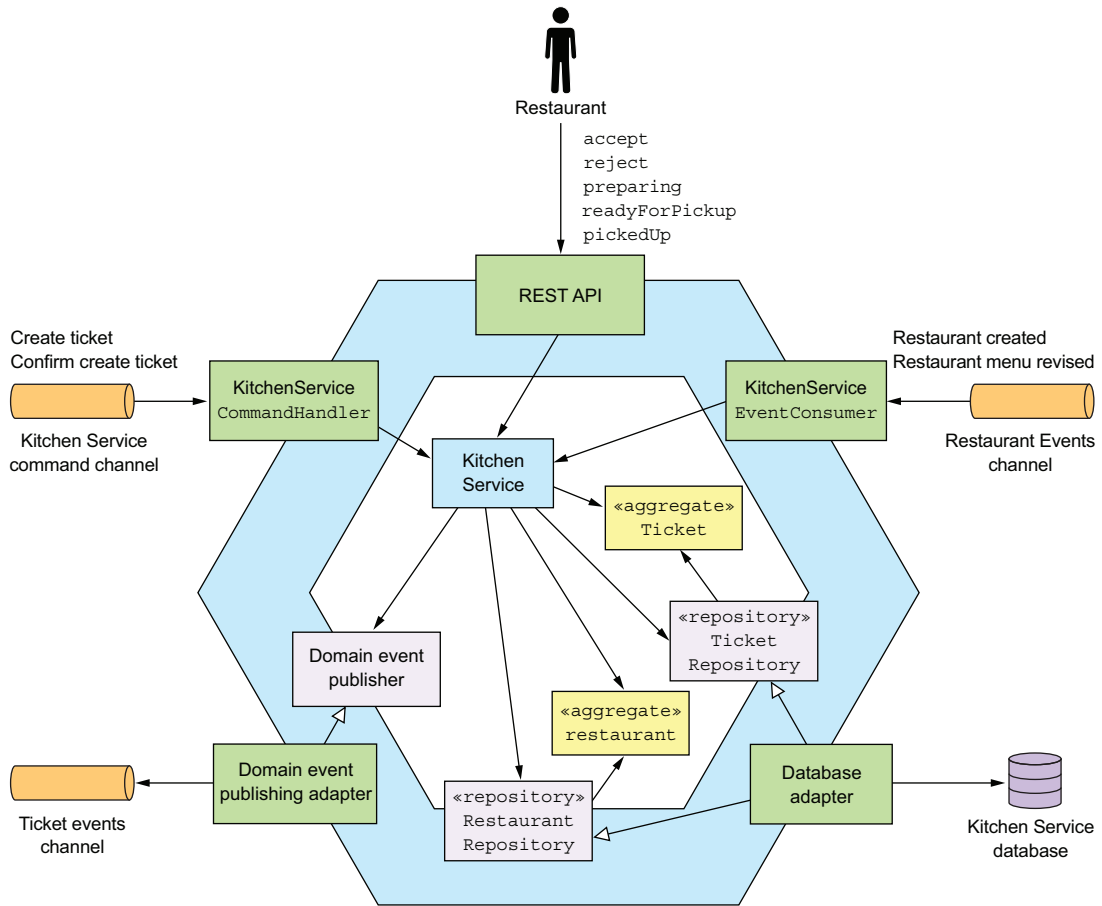 Restaurant
accept
reject
preparing
readyForPickup
pickedUp
REST API
Create ticket
Confirm create ticket
Kitchen Service
command channel
KitchenService
CommandHandler
KitchenService
EventConsumer
Restaurant created
Restaurant menu revised
Restaurant Events
channel
Kitchen
Service
«aggregate»
Ticket
«repository»
Ticket
Repository
Domain event
publisher
«aggregate»
restaurant
Domain event
publishing adapter
Ticket events
channel
«repository»
Restaurant
Repository
Database
adapter
Kitchen Service
database